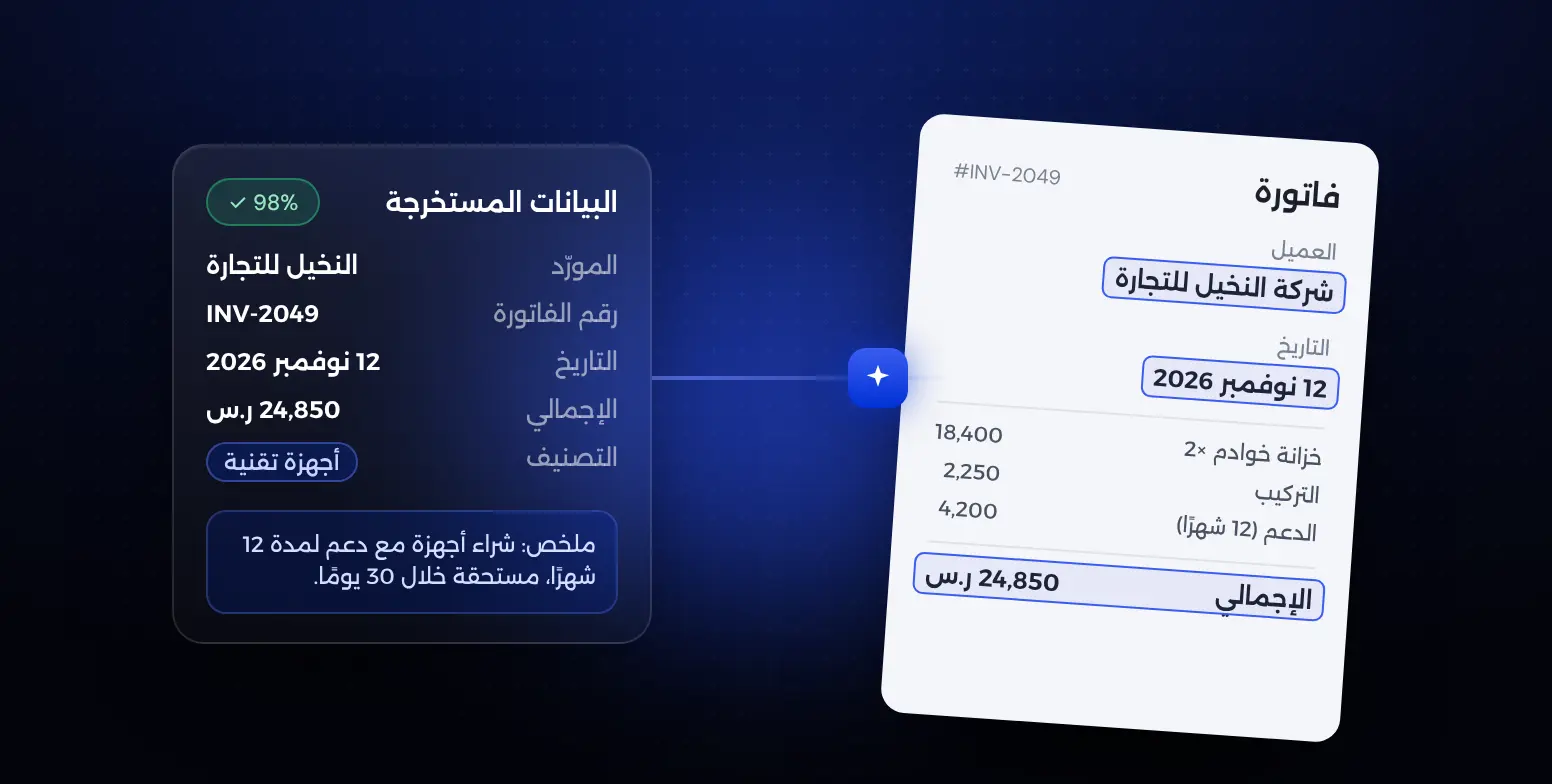 فاتورة #INV-2049
العميل
شركة النخيل للتجارة
التاريخ
12 نوفمبر 2026
خزانة خوادم ×2 18,400
التركيب 2,250
الدعم (12 شهرًا) 4,200
الإجمالي 24,850 ر.س
البيانات المستخرجة ✓ 98%
المورّد النخيل للتجارة
رقم الفاتورة INV-2049
التاريخ 12 نوفمبر 2026
الإجمالي 24,850 ر.س
التصنيف أجهزة تقنية
ملخص: شراء أجهزة مع دعم لمدة 12
شهرًا، مستحقة خلال 30 يومًا.